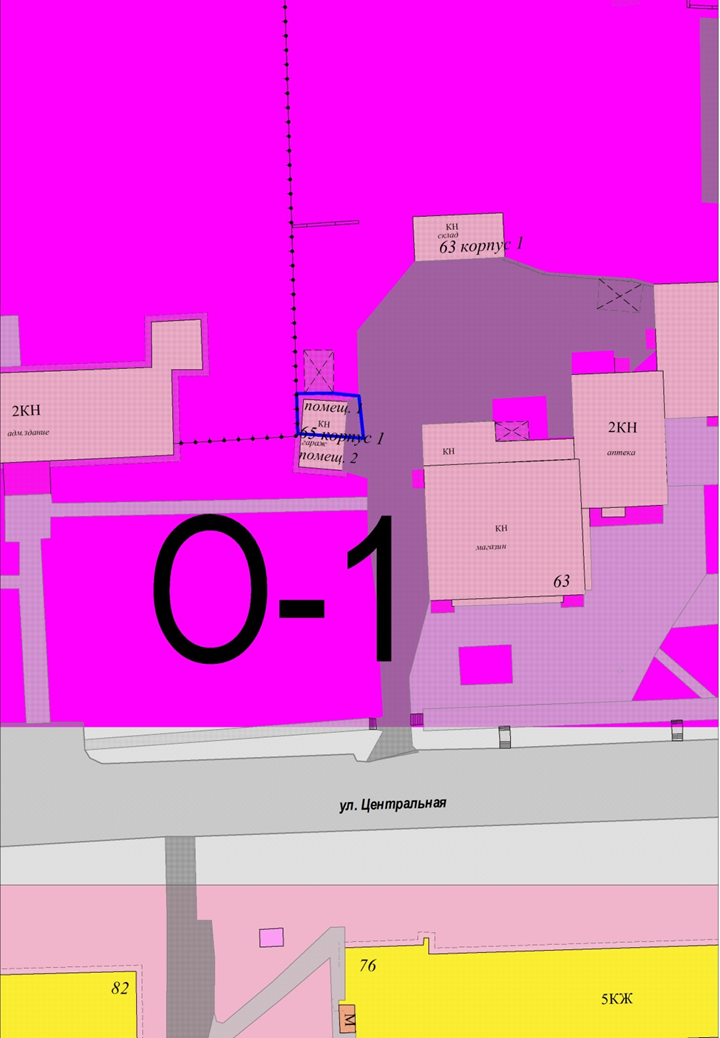 КН
склад
63 корпус 1
помещ. 1
2КН
адм.здание
КН
65 корпус 1
гараж
помещ. 2
2КН
аптека
КН
КН
магазин
63
О-1
ул. Центральная
76
82
5КЖ
М